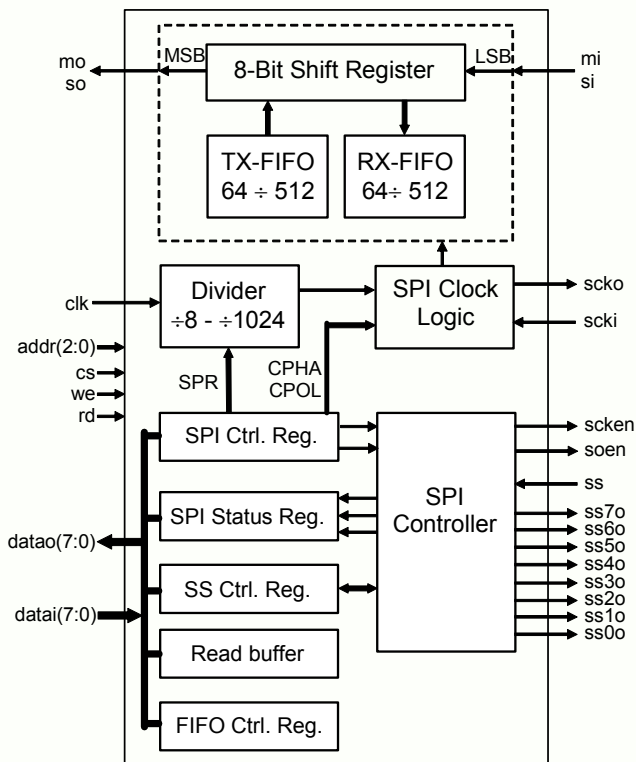 mo
so
MSB
8-Bit Shift Register
LSB
mi
si
TX-FIFO
64 ÷ 512
RX-FIFO
64÷ 512
clk
Divider
÷8 - ÷1024
SPI Clock
Logic
scko
scki
addr(2:0)
cs
we
rd
SPR
CPHA
CPOL
SPI Ctrl. Reg.
SPI Status Reg.
SS Ctrl. Reg.
Read buffer
FIFO Ctrl. Reg.
SPI
Controller
datao(7:0)
datai(7:0)
scken
soen
ss
ss7o
ss6o
ss5o
ss4o
ss3o
ss2o
ss1o
ss0o